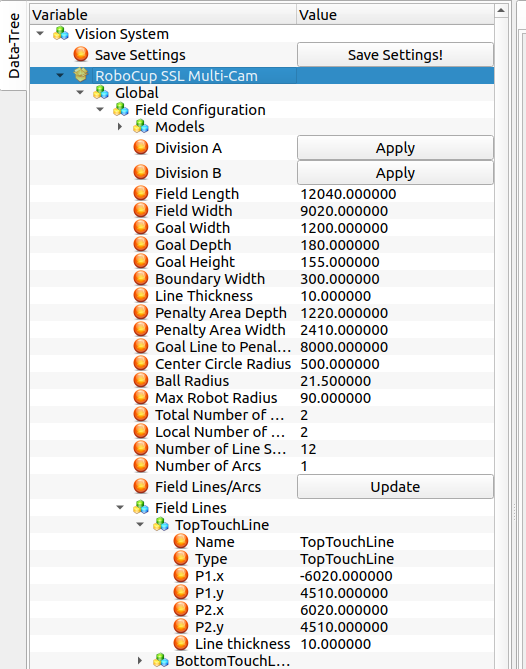 Data-Tree
Variable Value
Vision System
Save Settings Save Settings!
RoboCup SSL Multi-Cam
Global
Field Configuration
Models
Division A Apply
Division B Apply
Field Length 12040.000000
Field Width 9020.000000
Goal Width 1200.000000
Goal Depth 180.000000
Goal Height 155.000000
Boundary Width 300.000000
Line Thickness 10.000000
Penalty Area Depth 1220.000000
Penalty Area Width 2410.000000
Goal Line to Penal... 8000.000000
Center Circle Radius 500.000000
Ball Radius 21.500000
Max Robot Radius 90.000000
Total Number of ... 2
Local Number of ... 2
Number of Line S... 12
Number of Arcs 1
Field Lines/Arcs Update
Field Lines
TopTouchLine
Name TopTouchLine
Type TopTouchLine
P1.x -6020.000000
P1.y 4510.000000
P2.x 6020.000000
P2.y 4510.000000
Line thickness 10.000000
BottomTouchL...